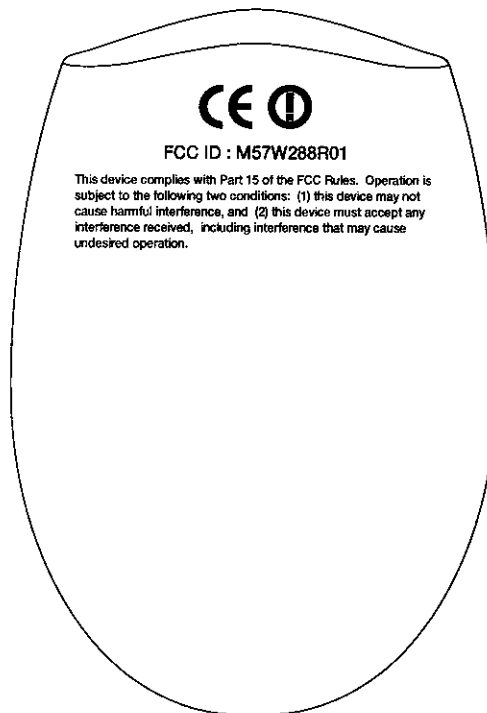 CE
FCC ID : M57W288R01
This device complies with Part 15 of the FCC Rules. Operation is
subject to the following two conditions: (1) this device may not
cause harmful interference, and (2) this device must accept any
interference received, including interference that may cause
undesired operation.